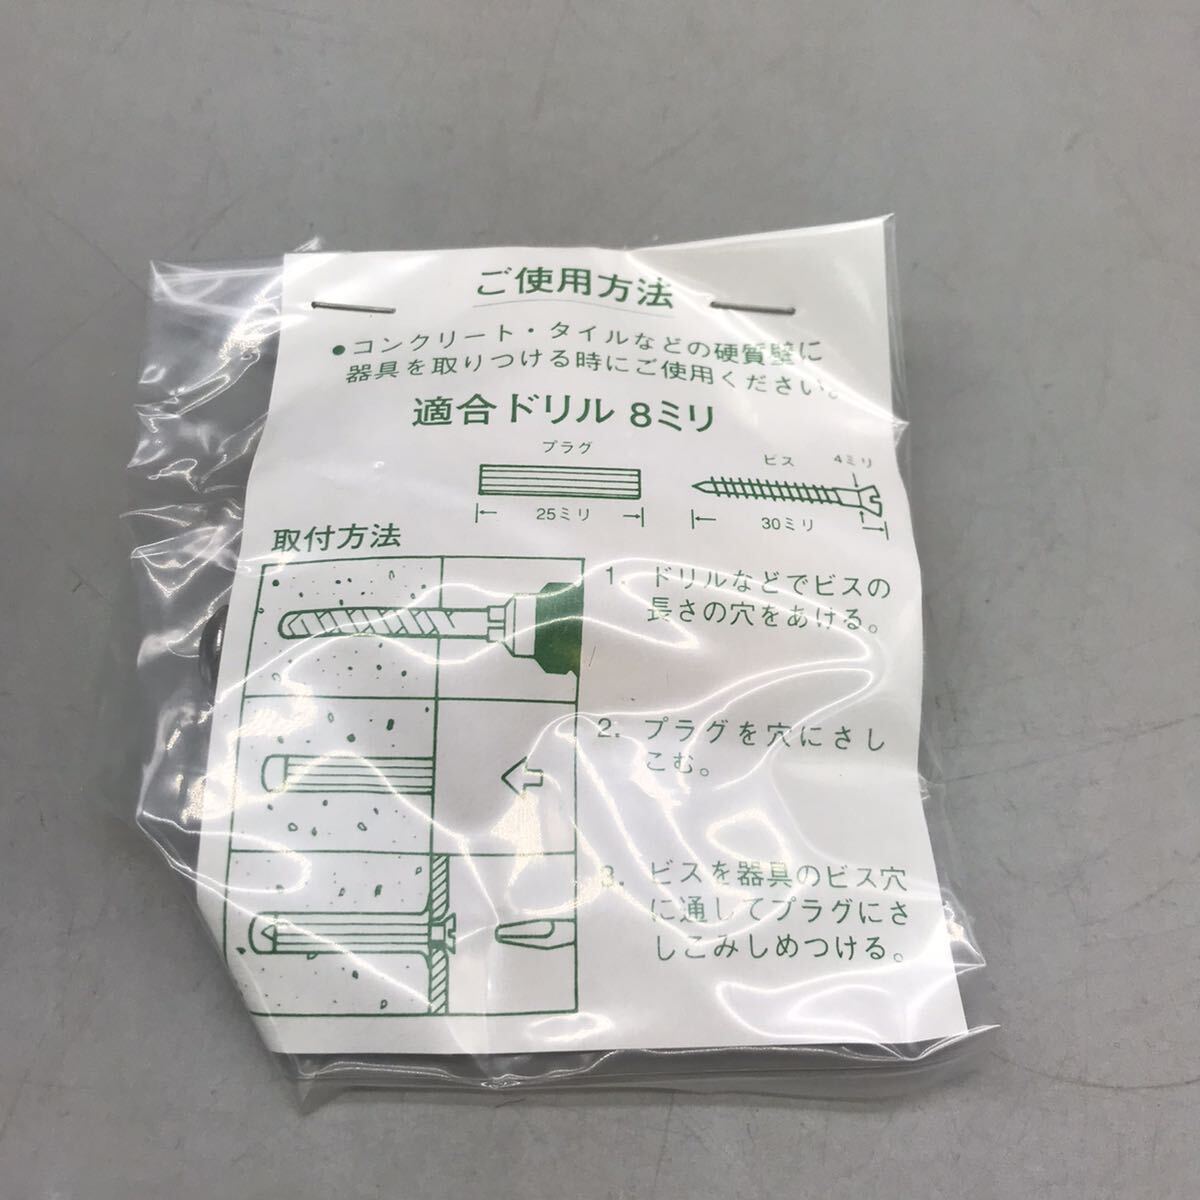 ご使用方法
●コンクリート・タイルなどの硬質壁に
器具を取りつける時にご使用ください。
適合ドリル 8ミリ
プラグ
ビス 4ミリ
25ミリ
30ミリ
取付方法
1. ドリルなどでビスの
長さの穴をあける。
2. プラグを穴にさし
こむ。
3. ビスを器具のビス穴
に通してプラグにさ
しこみしめつける。